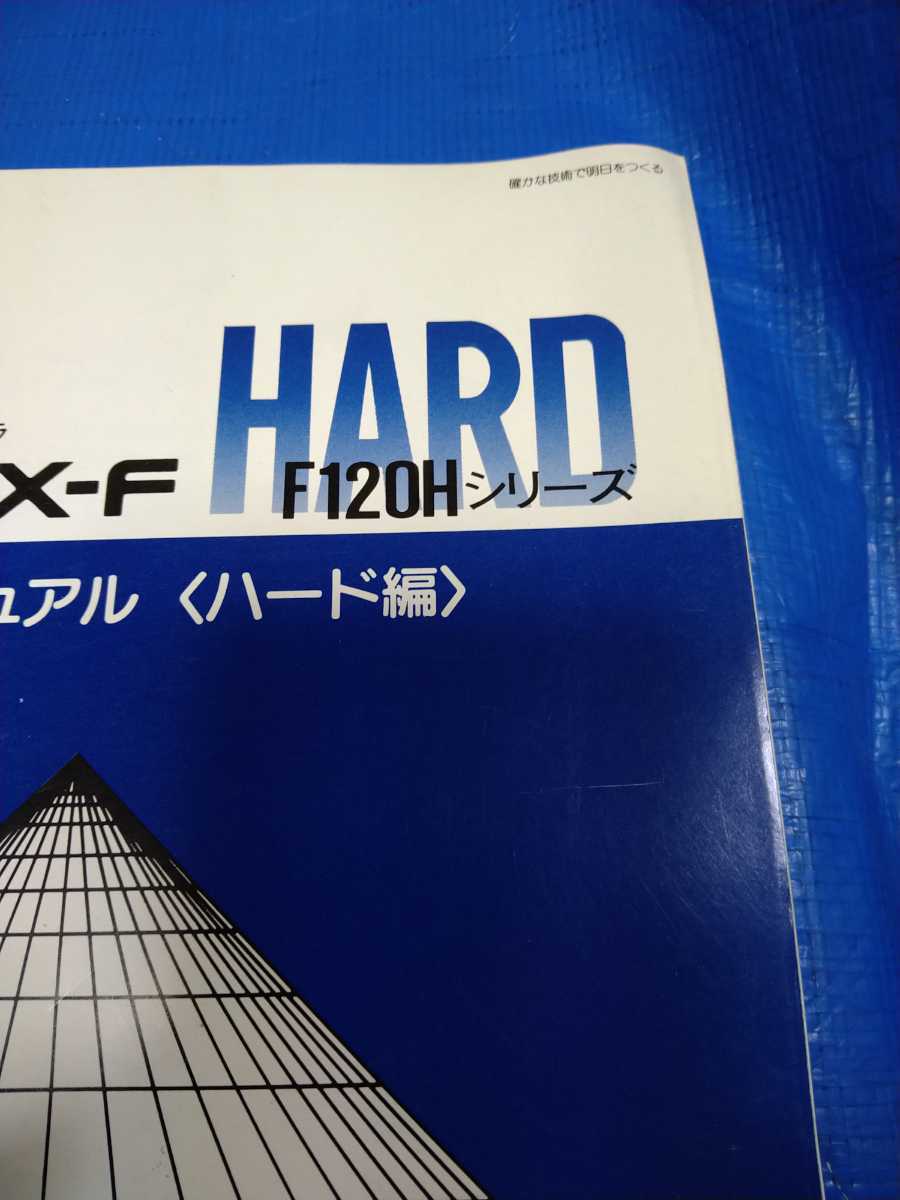 確かな技術で明日をつくる
HARD
ラ
X-F
F120Hシリーズ
ュアル〈ハード編〉